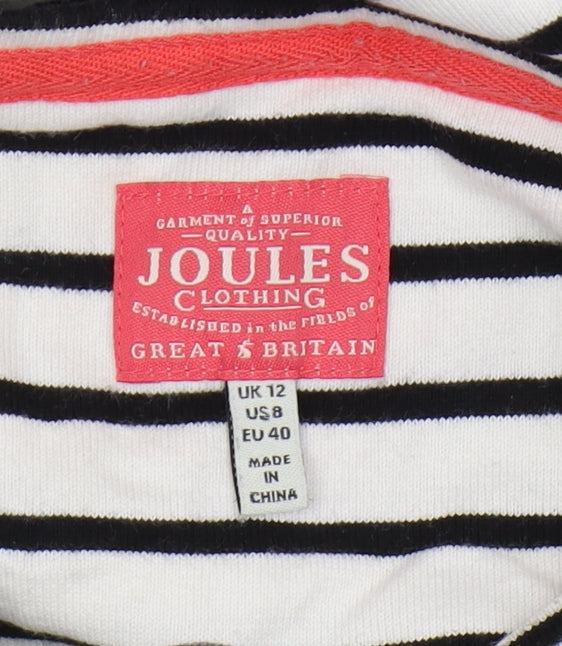 A
GARMENT of SUPERIOR
QUALITY
JOULES
CLOTHING
ESTABLISHED in the FIELDS of
GREAT BRITAIN
UK 12
US 8
EU 40
MADE
IN
CHINA